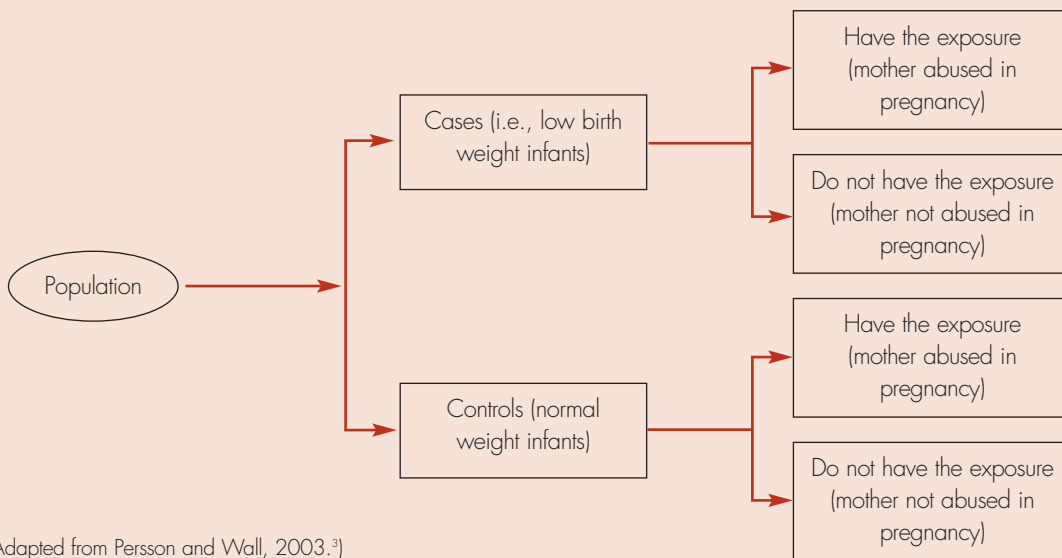 Have the exposure
(mother abused in
pregnancy)
Cases (i.e., low birth
weight infants)
Do not have the exposure
(mother not abused in
pregnancy)
Population
Have the exposure
(mother abused in
pregnancy)
Controls (normal
weight infants)
Do not have the exposure
(mother not abused in
pregnancy)
Adapted from Persson and Wall, 2003.³)